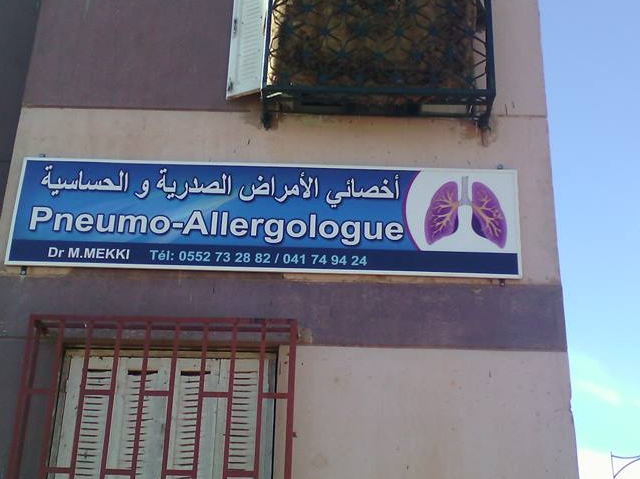 أخصائي الأمراض الصدرية و الحساسية
Pneumo-Allergologue
Dr M.MEKKI Tél: 0552 73 28 82 / 041 74 94 24